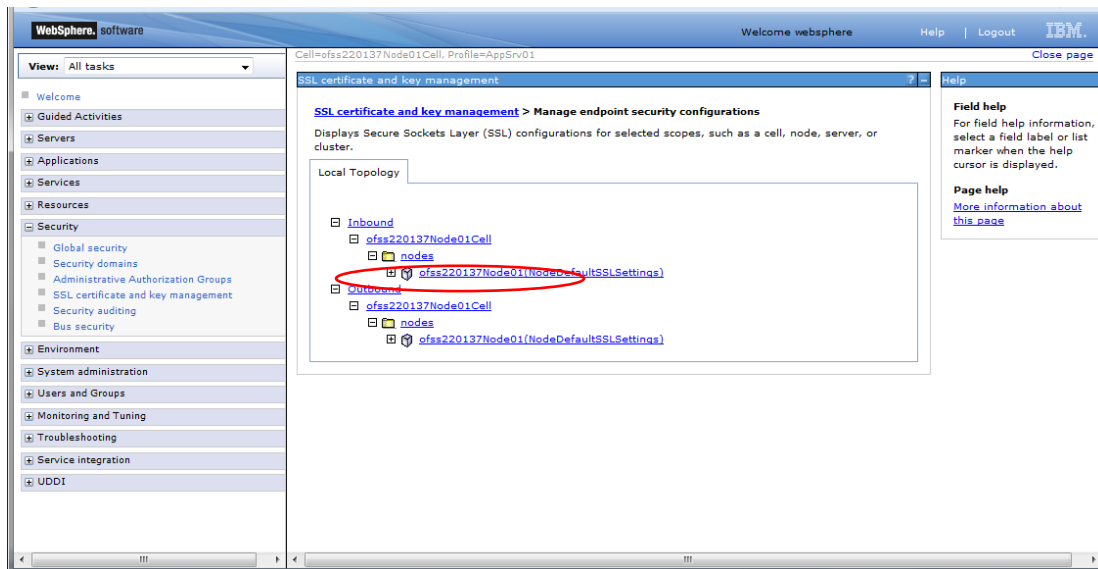 WebSphere. software
Welcome websphere
Help | Logout
IBM.
View: All tasks
Welcome
Guided Activities
Servers
Applications
Services
Resources
Security
Global security
Security domains
Administrative Authorization Groups
SSL certificate and key management
Security auditing
Bus security
Environment
System administration
Users and Groups
Monitoring and Tuning
Troubleshooting
Service integration
UDDI
Cell=ofss220137Node01Cell, Profile=AppSrv01
Close page
SSL certificate and key management
? -
SSL certificate and key management > Manage endpoint security configurations
Displays Secure Sockets Layer (SSL) configurations for selected scopes, such as a cell, node, server, or
cluster.
Local Topology
Inbound
ofss220137Node01Cell
nodes
ofss220137Node01(NodeDefaultSSLSettings)
Outbound
ofss220137Node01Cell
nodes
ofss220137Node01(NodeDefaultSSLSettings)
Help
Field help
For field help information,
select a field label or list
marker when the help
cursor is displayed.
Page help
More information about
this page